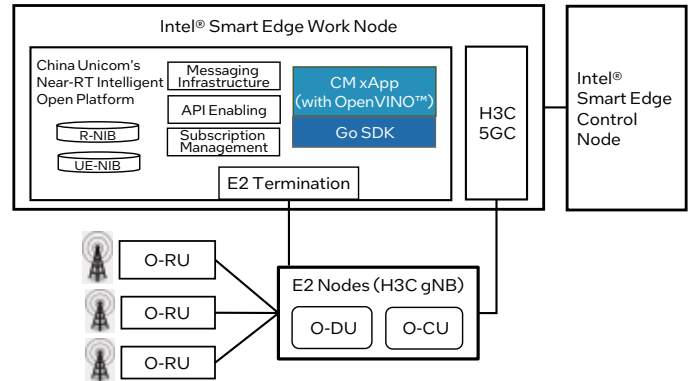 Intel® Smart Edge Work Node
China Unicom's
Near-RT Intelligent
Open Platform
R-NIB
UE-NIB
Messaging
Infrastructure
API Enabling
Subscription
Management
CM xApp
(with OpenVINO™)
Go SDK
E2 Termination
H3C
5GC
Intel®
Smart Edge
Control
Node
O-RU
O-RU
O-RU
E2 Nodes (H3C gNB)
O-DU
O-CU